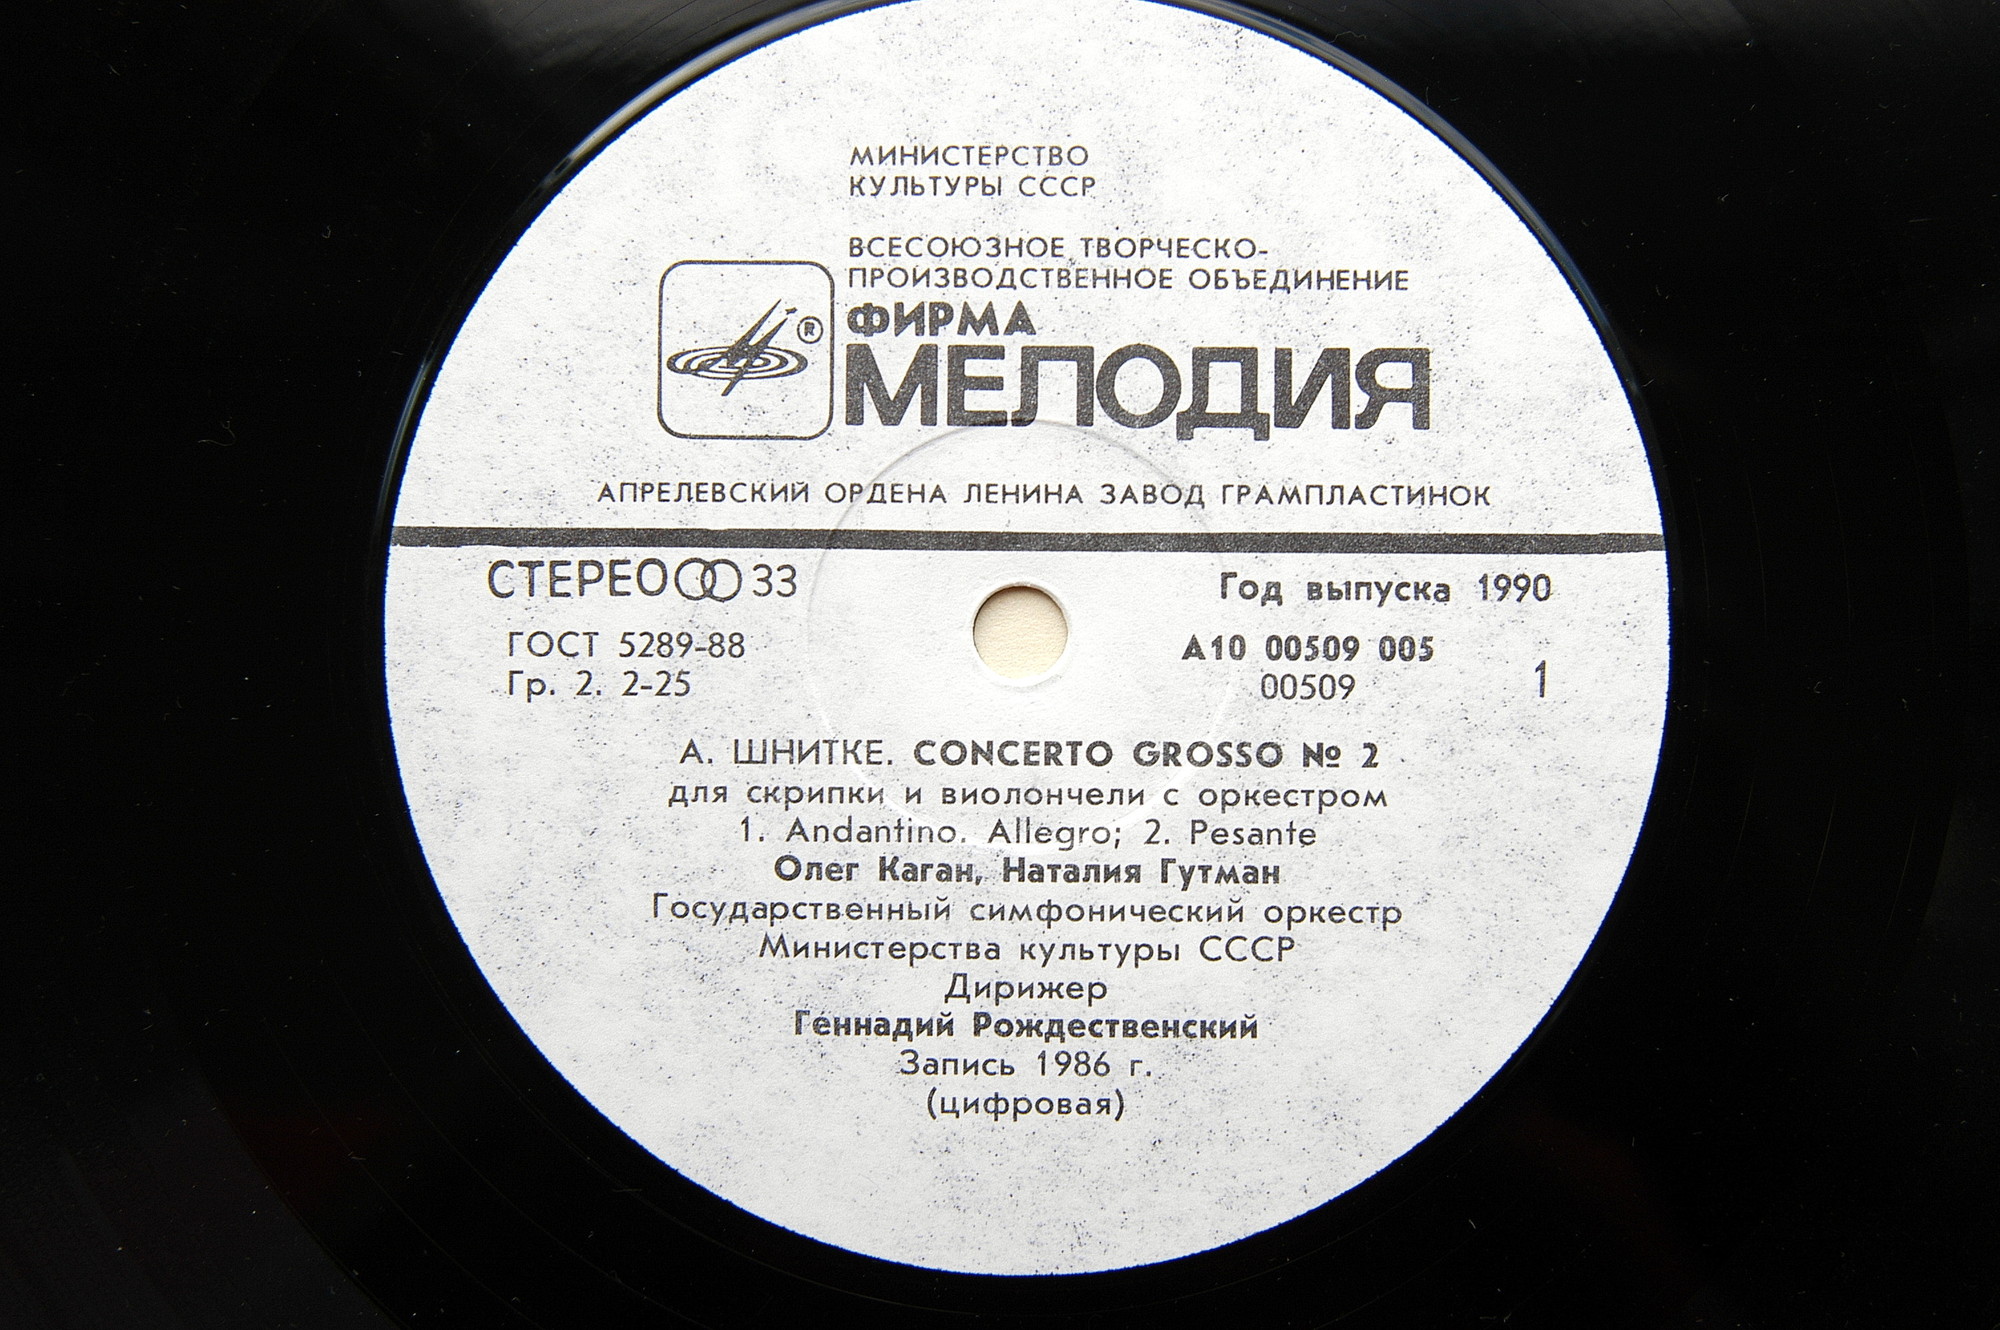 МИНИСТЕРСТВО
КУЛЬТУРЫ СССР
ВСЕСОЮЗНОЕ ТВОРЧЕСКО-
ПРОИЗВОДСТВЕННОЕ ОБЪЕДИНЕНИЕ
ФИРМА
®
МЕЛОДИЯ
АПРЕЛЕВСКИЙ ОРДЕНА ЛЕНИНА ЗАВОД ГРАМПЛАСТИНОК
СТЕРЕО 33
Год выпуска 1990
ГОСТ 5289-88
А10 00509 005
Гр. 2. 2-25
00509
1
А. ШНИТКЕ. CONCERTO GROSSO № 2
для скрипки и виолончели с оркестром
1. Andantino. Allegro; 2. Pesante
Олег Каган, Наталия Гутман
Государственный симфонический оркестр
Министерства культуры СССР
Дирижер
Геннадий Рождественский
Запись 1986 г.
(цифровая)